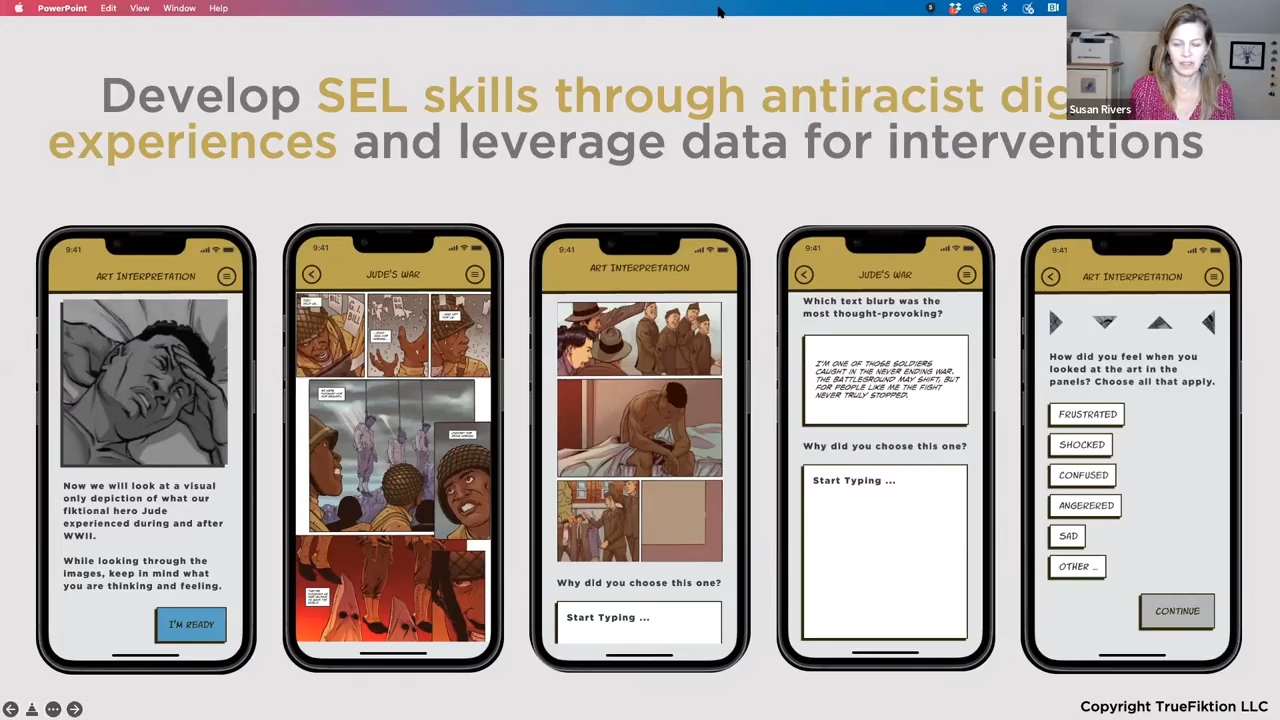 PowerPoint Edit View Window Help
Susan Rivers
Develop SEL skills through antiracist dig
experiences and leverage data for interventions
9:41
ART INTERPRETATION
Now we will look at a visual
only depiction of what our
fiktional hero Jude
experienced during and after
WWII.
While looking through the
images, keep in mind what
you are thinking and feeling.
I'M READY
9:41
JUDE'S WAR
9:41
ART INTERPRETATION
Why did you choose this one?
Start Typing ...
9:41
JUDE'S WAR
Which text blurb was the
most thought-provoking?
I'M ONE OF THOSE SOLDIERS
CAUGHT IN THE NEVER ENDING WAR.
THE BATTLEGROUND MAY SHIFT, BUT
FOR PEOPLE LIKE ME THE FIGHT
NEVER TRULY STOPPED.
Why did you choose this one?
Start Typing ...
9:41
ART INTERPRETATION
How did you feel when you
looked at the art in the
panels? Choose all that apply.
FRUSTRATED
SHOCKED
CONFUSED
ANGERERED
SAD
OTHER ...
CONTINUE
Copyright TrueFiktion LLC